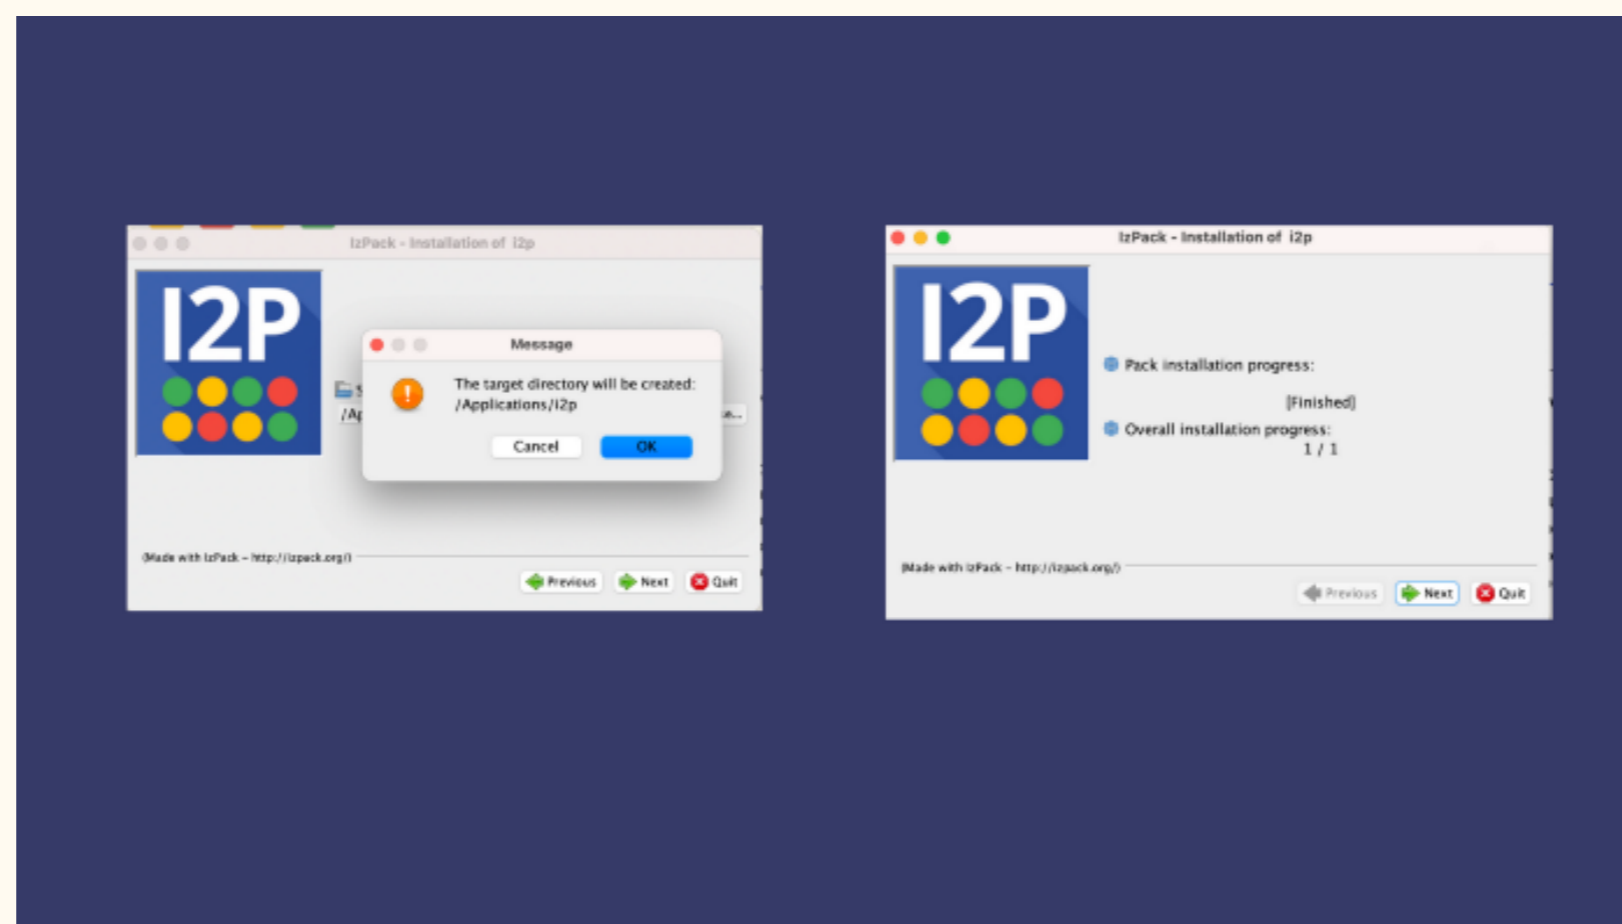 IzPack - Installation of i2p
I2P
Message
The target directory will be created:
/Applications/i2p
Cancel
OK
(Made with IzPack - http://izpack.org/)
Previous
Next
Quit
IzPack - Installation of i2p
I2P
Pack installation progress:
[Finished]
Overall installation progress:
1 / 1
(Made with IzPack - http://izpack.org/)
Previous
Next
Quit